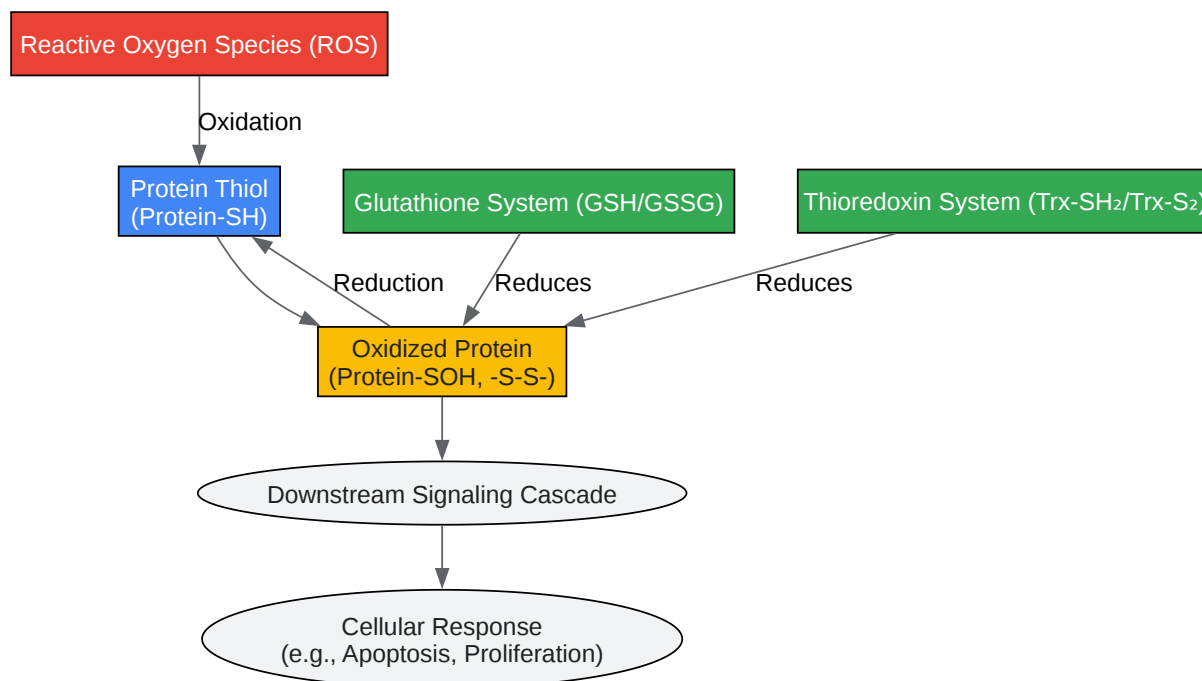 Reactive Oxygen Species (ROS)
Oxidation
Protein Thiol
(Protein-SH)
Glutathione System (GSH/GSSG)
Thioredoxin System (Trx-SH₂/Trx-S₂)
Reduction
Reduces
Reduces
Oxidized Protein
(Protein-SOH, -S-S-)
Downstream Signaling Cascade
Cellular Response
(e.g., Apoptosis, Proliferation)